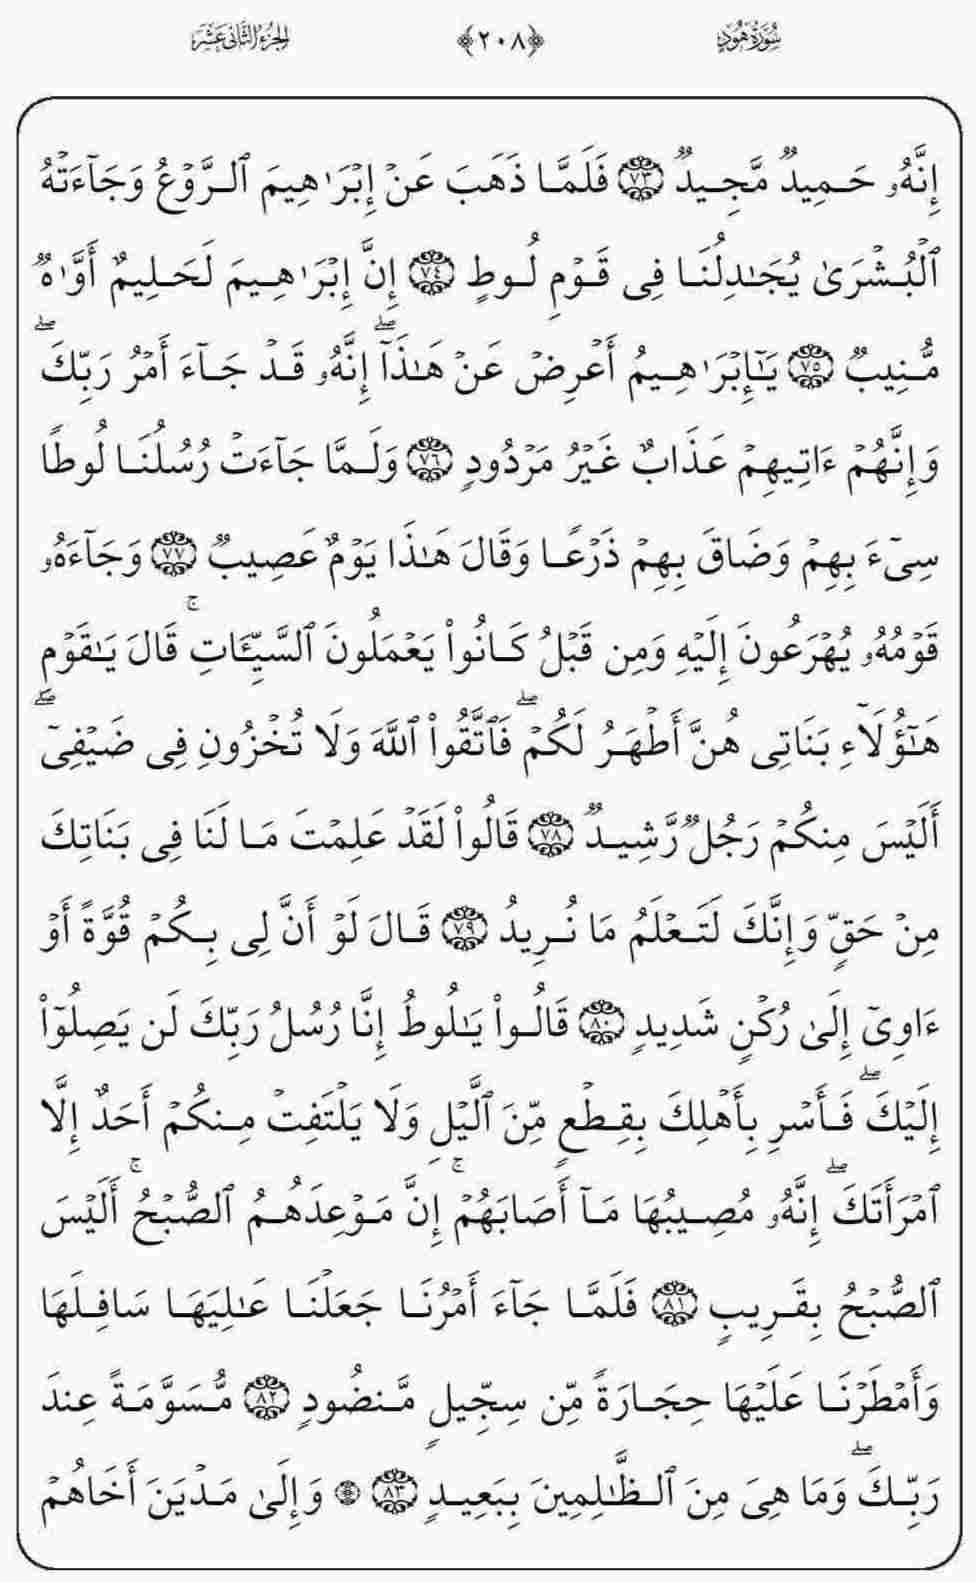 سُورَةُ هُودٍ ﴿٢٠٨﴾ الجُزْءُ الثَّانِي عَشَرَ
إِنَّهُۥ حَمِيدٌ مَّجِيدٌ ٧٣ فَلَمَّا ذَهَبَ عَنْ إِبْرَٰهِيمَ ٱلرَّوْعُ وَجَآءَتْهُ
ٱلْبُشْرَىٰ يُجَٰدِلُنَا فِى قَوْمِ لُوطٍ ٧٤ إِنَّ إِبْرَٰهِيمَ لَحَلِيمٌ أَوَّٰهٌ
مُّنِيبٌ ٧٥ يَٰٓإِبْرَٰهِيمُ أَعْرِضْ عَنْ هَٰذَآ ۖ إِنَّهُۥ قَدْ جَآءَ أَمْرُ رَبِّكَ ۖ
وَإِنَّهُمْ ءَاتِيهِمْ عَذَابٌ غَيْرُ مَرْدُودٍ ٧٦ وَلَمَّا جَآءَتْ رُسُلُنَا لُوطًا
سِىٓءَ بِهِمْ وَضَاقَ بِهِمْ ذَرْعًا وَقَالَ هَٰذَا يَوْمٌ عَصِيبٌ ٧٧ وَجَآءَهُۥ
قَوْمُهُۥ يُهْرَعُونَ إِلَيْهِ وَمِن قَبْلُ كَانُوا۟ يَعْمَلُونَ ٱلسَّيِّـَٔاتِ ۚ قَالَ يَٰقَوْمِ
هَٰٓؤُلَآءِ بَنَاتِى هُنَّ أَطْهَرُ لَكُمْ ۖ فَٱتَّقُوا۟ ٱللَّهَ وَلَا تُخْزُونِ فِى ضَيْفِىٓ ۖ
أَلَيْسَ مِنكُمْ رَجُلٌ رَّشِيدٌ ٧٨ قَالُوا۟ لَقَدْ عَلِمْتَ مَا لَنَا فِى بَنَاتِكَ
مِنْ حَقٍّ وَإِنَّكَ لَتَعْلَمُ مَا نُرِيدُ ٧٩ قَالَ لَوْ أَنَّ لِى بِكُمْ قُوَّةً أَوْ
ءَاوِىٓ إِلَىٰ رُكْنٍ شَدِيدٍ ٨٠ قَالُوا۟ يَٰلُوطُ إِنَّا رُسُلُ رَبِّكَ لَن يَصِلُوٓا۟
إِلَيْكَ ۖ فَأَسْرِ بِأَهْلِكَ بِقِطْعٍ مِّنَ ٱلَّيْلِ وَلَا يَلْتَفِتْ مِنكُمْ أَحَدٌ إِلَّا
ٱمْرَأَتَكَ ۖ إِنَّهُۥ مُصِيبُهَا مَآ أَصَابَهُمْ ۚ إِنَّ مَوْعِدَهُمُ ٱلصُّبْحُ ۚ أَلَيْسَ
ٱلصُّبْحُ بِقَرِيبٍ ٨١ فَلَمَّا جَآءَ أَمْرُنَا جَعَلْنَا عَٰلِيَهَا سَافِلَهَا
وَأَمْطَرْنَا عَلَيْهَا حِجَارَةً مِّن سِجِّيلٍ مَّنضُودٍ ٨٢ مُّسَوَّمَةً عِندَ
رَبِّكَ ۖ وَمَا هِىَ مِنَ ٱلظَّٰلِمِينَ بِبَعِيدٍ ٨٣ ۞ وَإِلَىٰ مَدْيَنَ أَخَاهُمْ